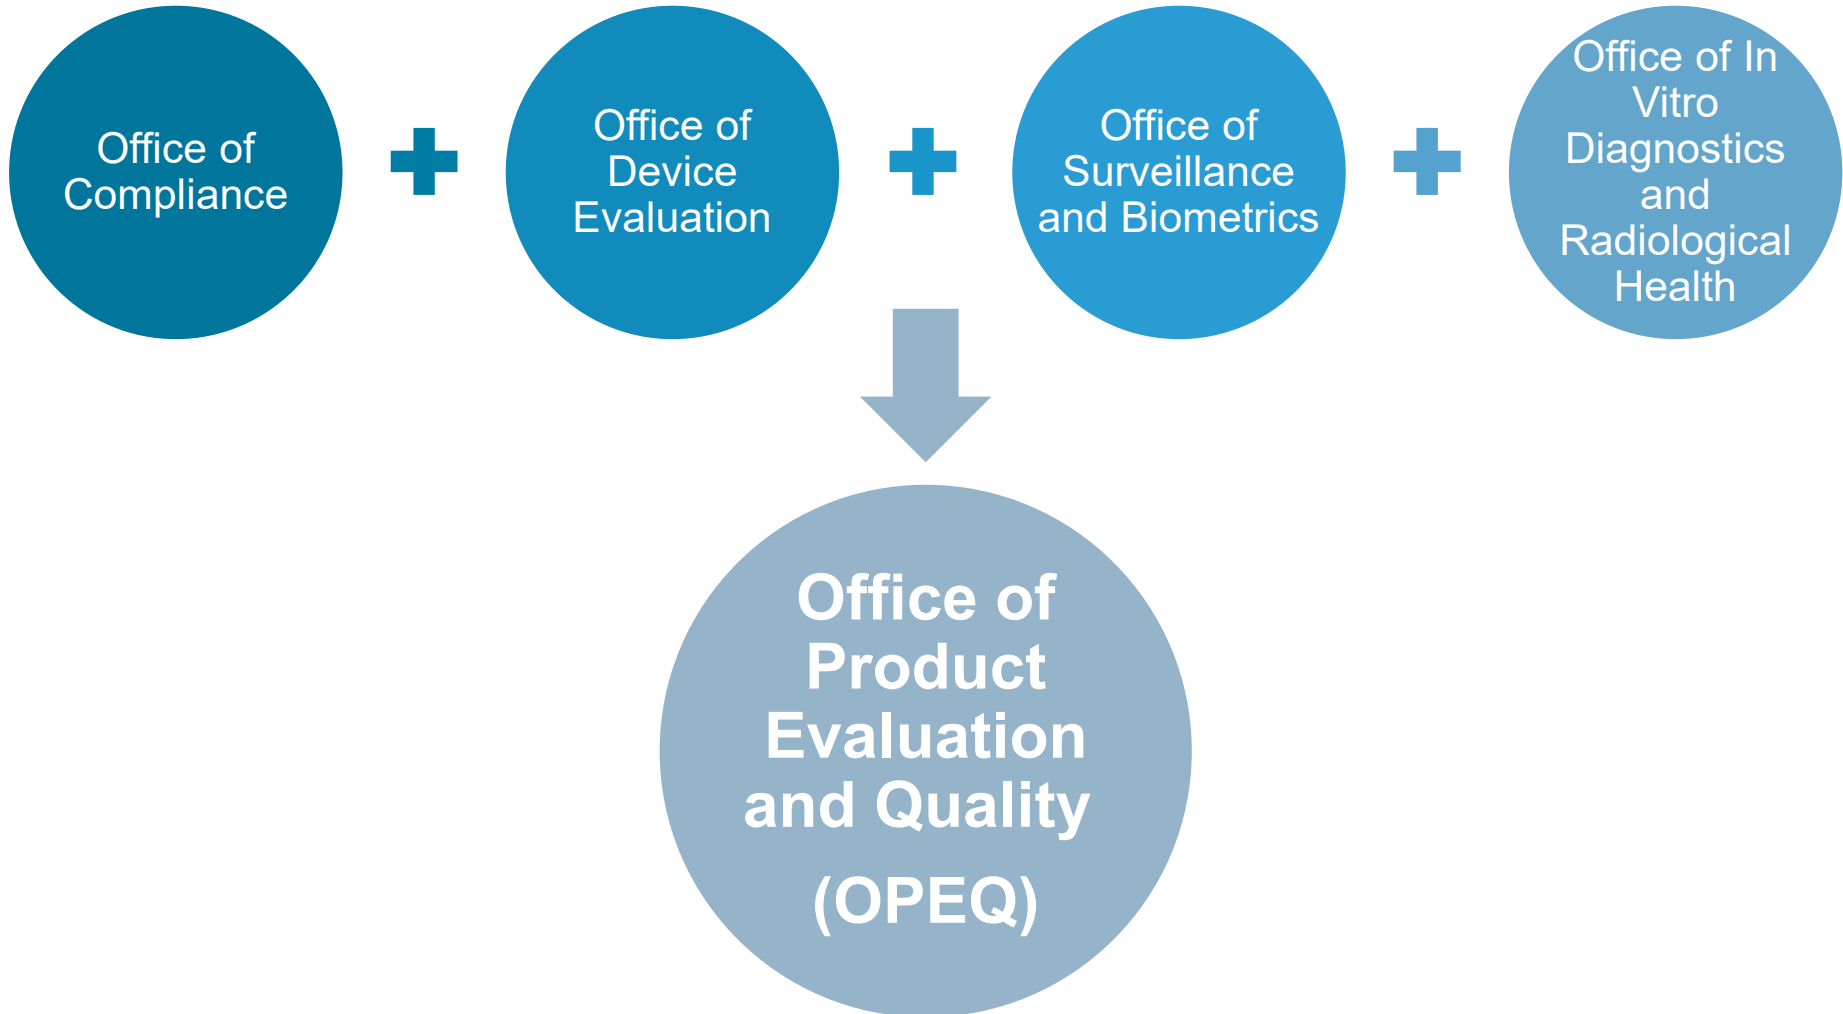 Office of
Compliance
Office of
Device
Evaluation
Office of
Surveillance
and Biometrics
Office of In
Vitro
Diagnostics
and
Radiological
Health
Office of
Product
Evaluation
and Quality
(OPEQ)